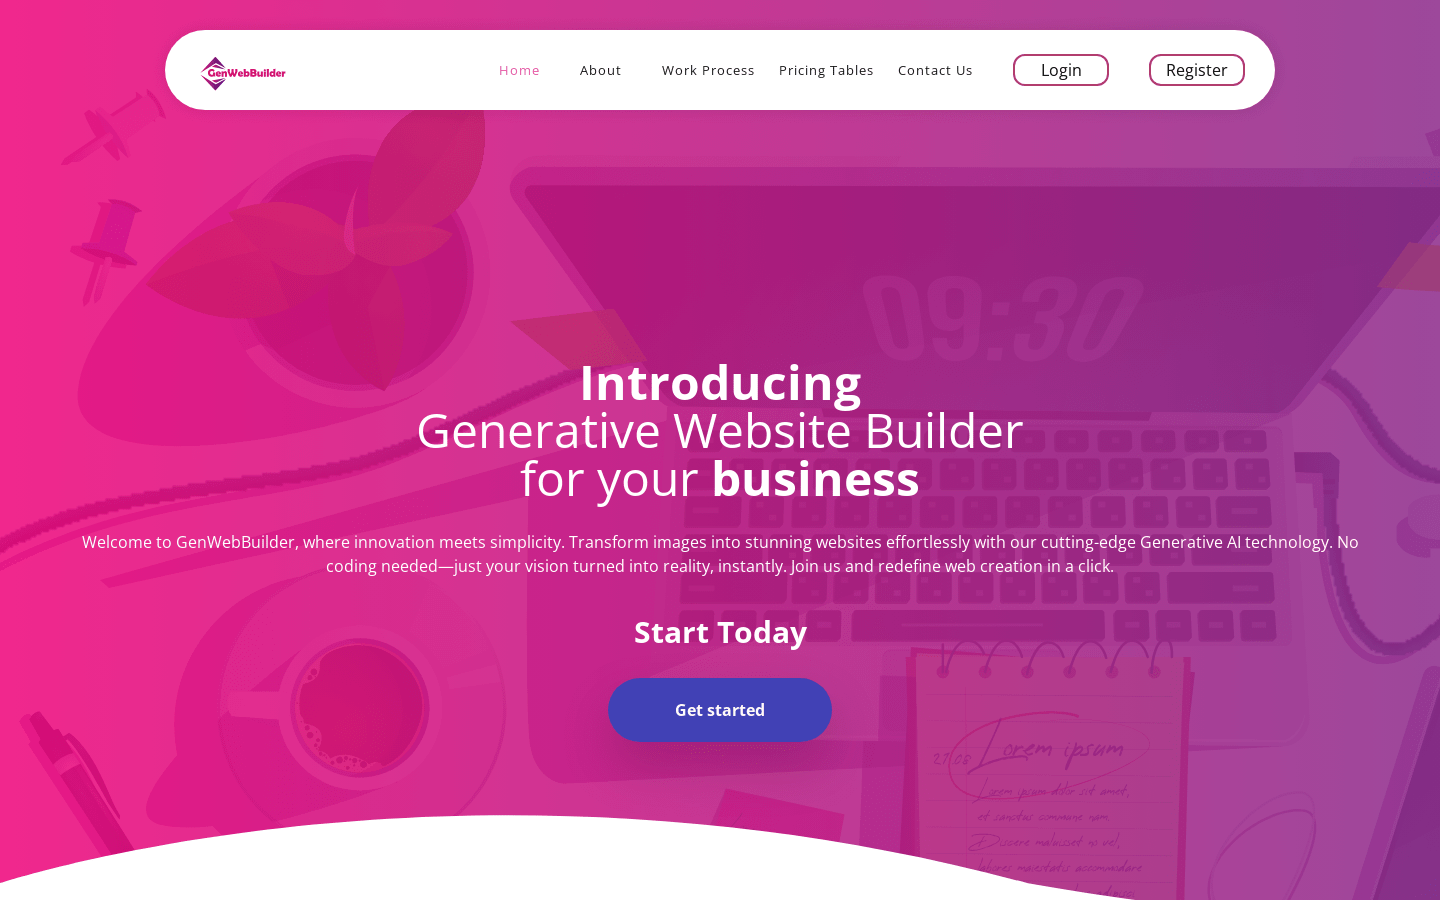 GenWebBuilder
Home About Work Process Pricing Tables Contact Us Login Register
09:30
Introducing
Generative Website Builder
for your business
Welcome to GenWebBuilder, where innovation meets simplicity. Transform images into stunning websites effortlessly with our cutting-edge Generative AI technology. No
coding needed—just your vision turned into reality, instantly. Join us and redefine web creation in a click.
Start Today
Get started
Lorem ipsum
27.08
Lorem ipsum dolor sit amet,
et sanctus commune nam
Discere maluisset no vel,
labores maiestatis accommodare